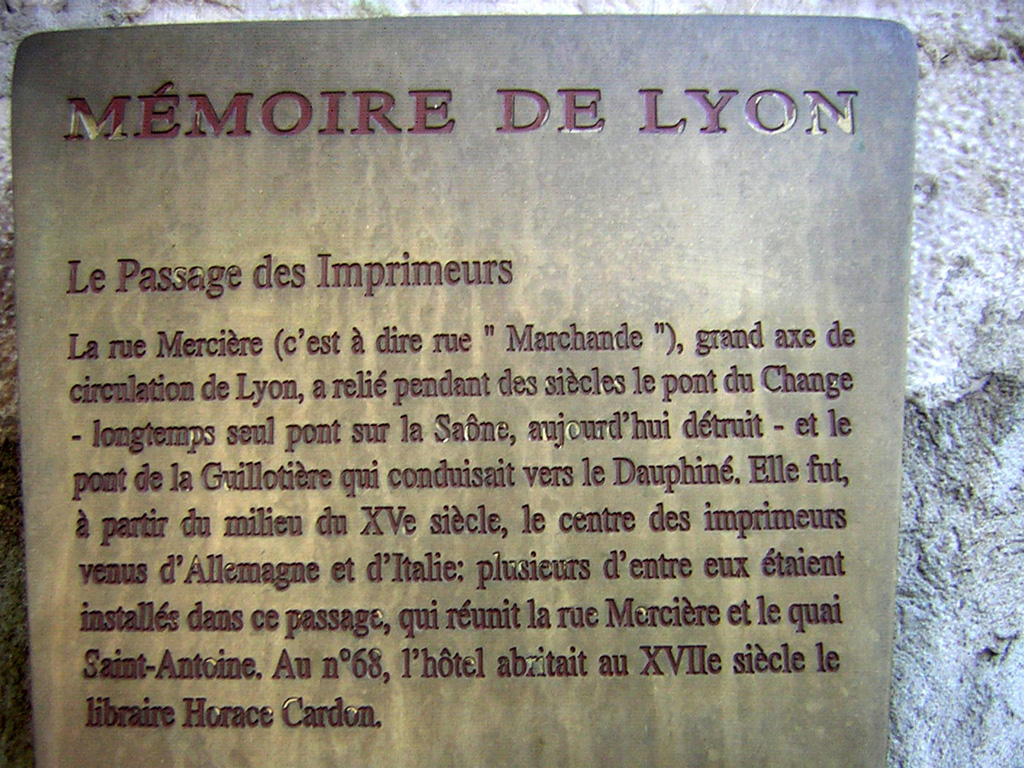 MÉMOIRE DE LYON
Le Passage des Imprimeurs
La rue Mercière (c'est à dire rue " Marchande "), grand axe de
circulation de Lyon, a relié pendant des siècles le pont du Change
- longtemps seul pont sur la Saône, aujourd'hui détruit - et le
pont de la Guillotière qui conduisait vers le Dauphiné. Elle fut,
à partir du milieu du XVe siècle, le centre des imprimeurs
venus d'Allemagne et d'Italie: plusieurs d'entre eux étaient
installés dans ce passage, qui réunit la rue Mercière et le quai
Saint-Antoine. Au n°68, l'hôtel abritait au XVIIe siècle le
libraire Horace Cardon.